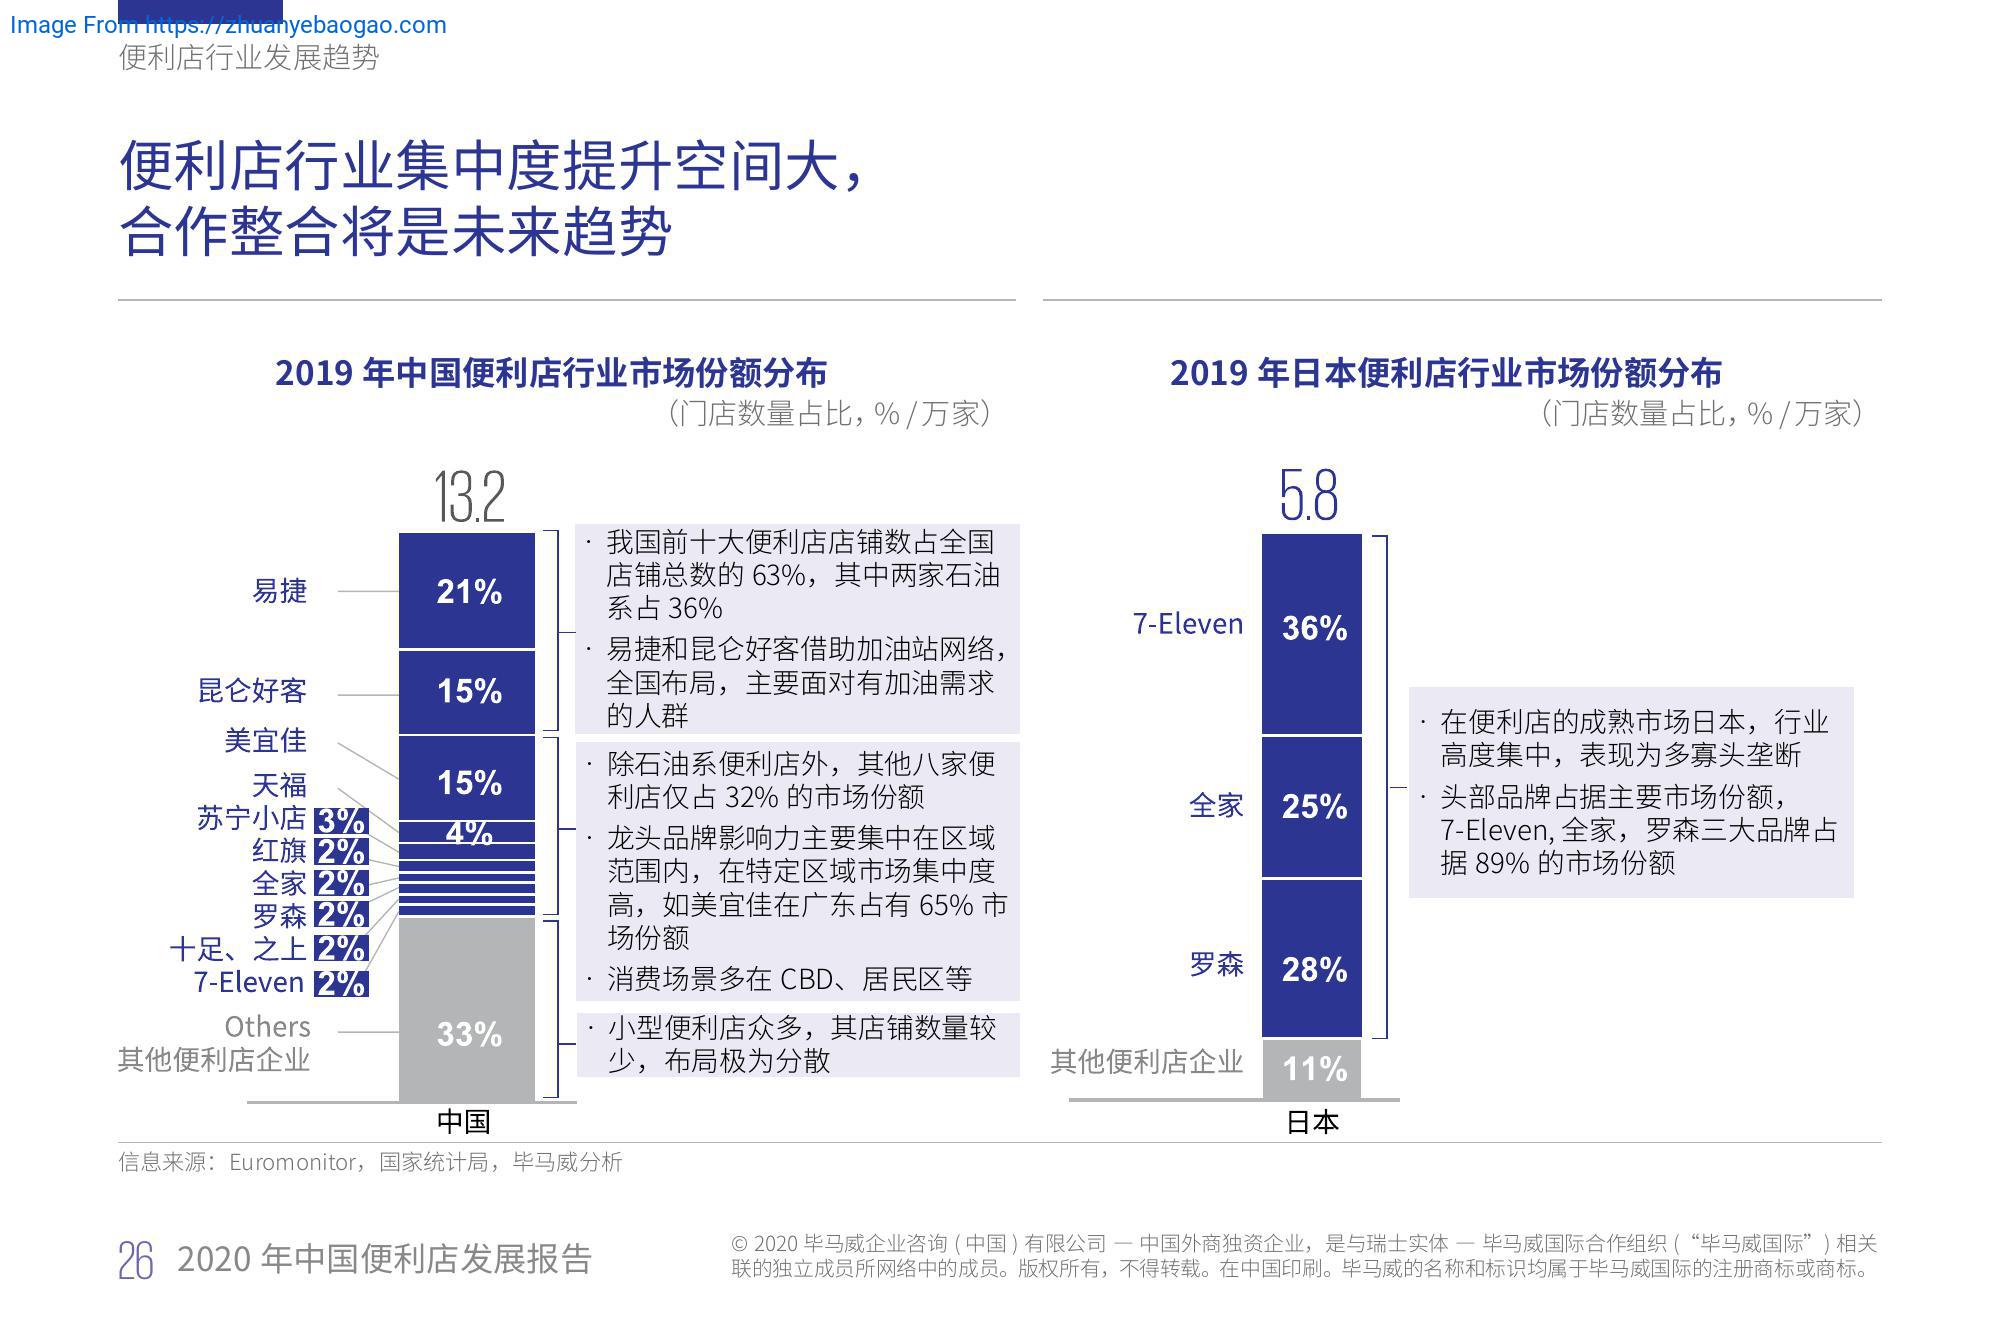 Image From https://zhuanyebaogao.com
便利店行业发展趋势
便利店行业集中度提升空间大，
合作整合将是未来趋势
2019 年中国便利店行业市场份额分布
（门店数量占比，% / 万家）
13.2
易捷
21%
昆仑好客
15%
美宜佳
15%
天福
4%
苏宁小店
3%
红旗
2%
全家
2%
罗森
2%
十足、之上
2%
7-Eleven
2%
Others
其他便利店企业
33%
中国
· 我国前十大便利店店铺数占全国
店铺总数的 63%，其中两家石油
系占 36%
· 易捷和昆仑好客借助加油站网络，
全国布局，主要面对有加油需求
的人群
· 除石油系便利店外，其他八家便
利店仅占 32% 的市场份额
· 龙头品牌影响力主要集中在区域
范围内，在特定区域市场集中度
高，如美宜佳在广东占有 65% 市
场份额
· 消费场景多在 CBD、居民区等
· 小型便利店众多，其店铺数量较
少，布局极为分散
2019 年日本便利店行业市场份额分布
（门店数量占比，% / 万家）
5.8
7-Eleven
36%
全家
25%
罗森
28%
其他便利店企业
11%
日本
· 在便利店的成熟市场日本，行业
高度集中，表现为多寡头垄断
· 头部品牌占据主要市场份额，
7-Eleven, 全家，罗森三大品牌占
据 89% 的市场份额
信息来源：Euromonitor，国家统计局，毕马威分析
26 2020 年中国便利店发展报告
© 2020 毕马威企业咨询 ( 中国 ) 有限公司 — 中国外商独资企业，是与瑞士实体 — 毕马威国际合作组织 (“毕马威国际”) 相关
联的独立成员所网络中的成员。版权所有，不得转载。在中国印刷。毕马威的名称和标识均属于毕马威国际的注册商标或商标。